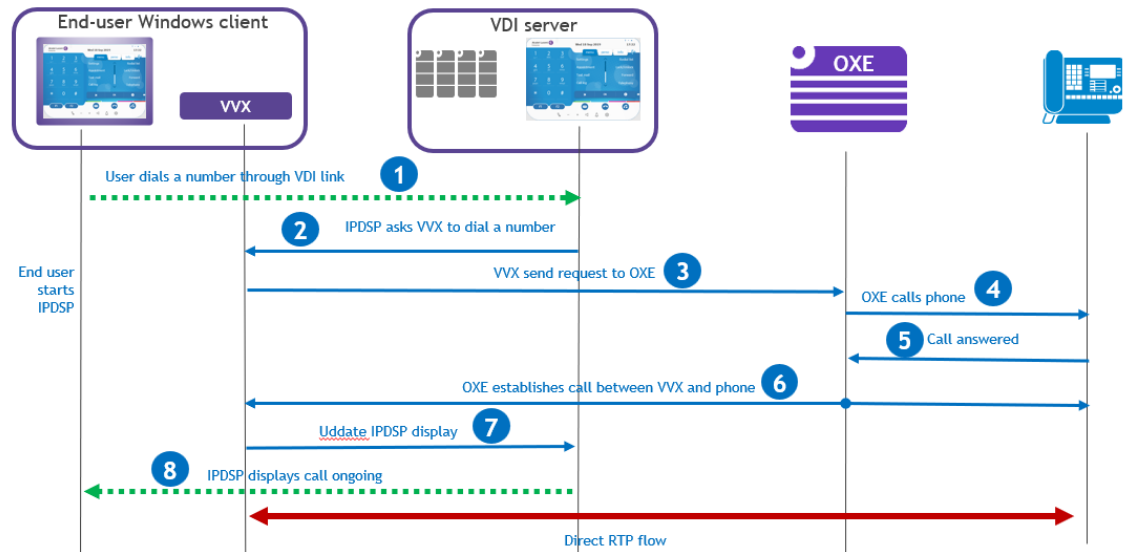 End-user Windows client
VDI server
VVX
OXE
User dials a number through VDI link
1
2
IPDSP asks VVX to dial a number
End user
starts
IPDSP
VVX send request to OXE
3
OXE calls phone
4
5
Call answered
OXE establishes call between VVX and phone
6
Uddate IPDSP display
7
8
IPDSP displays call ongoing
Direct RTP flow